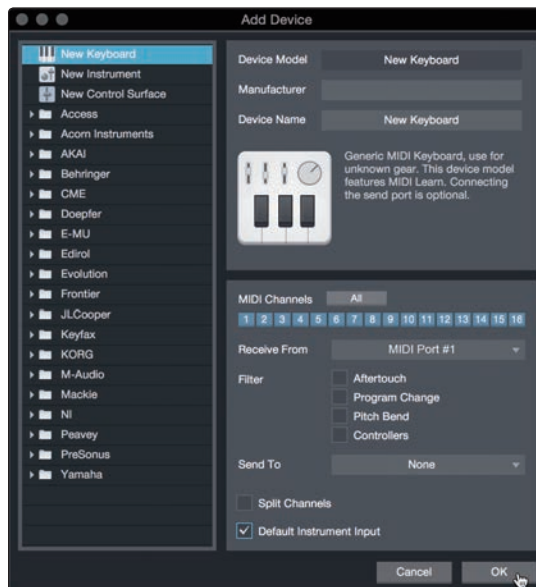 Add Device
New Keyboard
New Instrument
New Control Surface
Access
Acorn Instruments
AKAI
Behringer
CME
Doepfer
E-MU
Edirol
Evolution
Frontier
JLCooper
Keyfax
KORG
M-Audio
Mackie
NI
Peavey
PreSonus
Yamaha
Device Model New Keyboard
Manufacturer
Device Name New Keyboard
Generic MIDI Keyboard, use for
unknown gear. This device model
features MIDI Learn. Connecting
the send port is optional.
MIDI Channels All
1 2 3 4 5 6 7 8 9 10 11 12 13 14 15 16
Receive From MIDI Port #1
Filter Aftertouch
Program Change
Pitch Bend
Controllers
Send To None
Split Channels
Default Instrument Input
Cancel OK